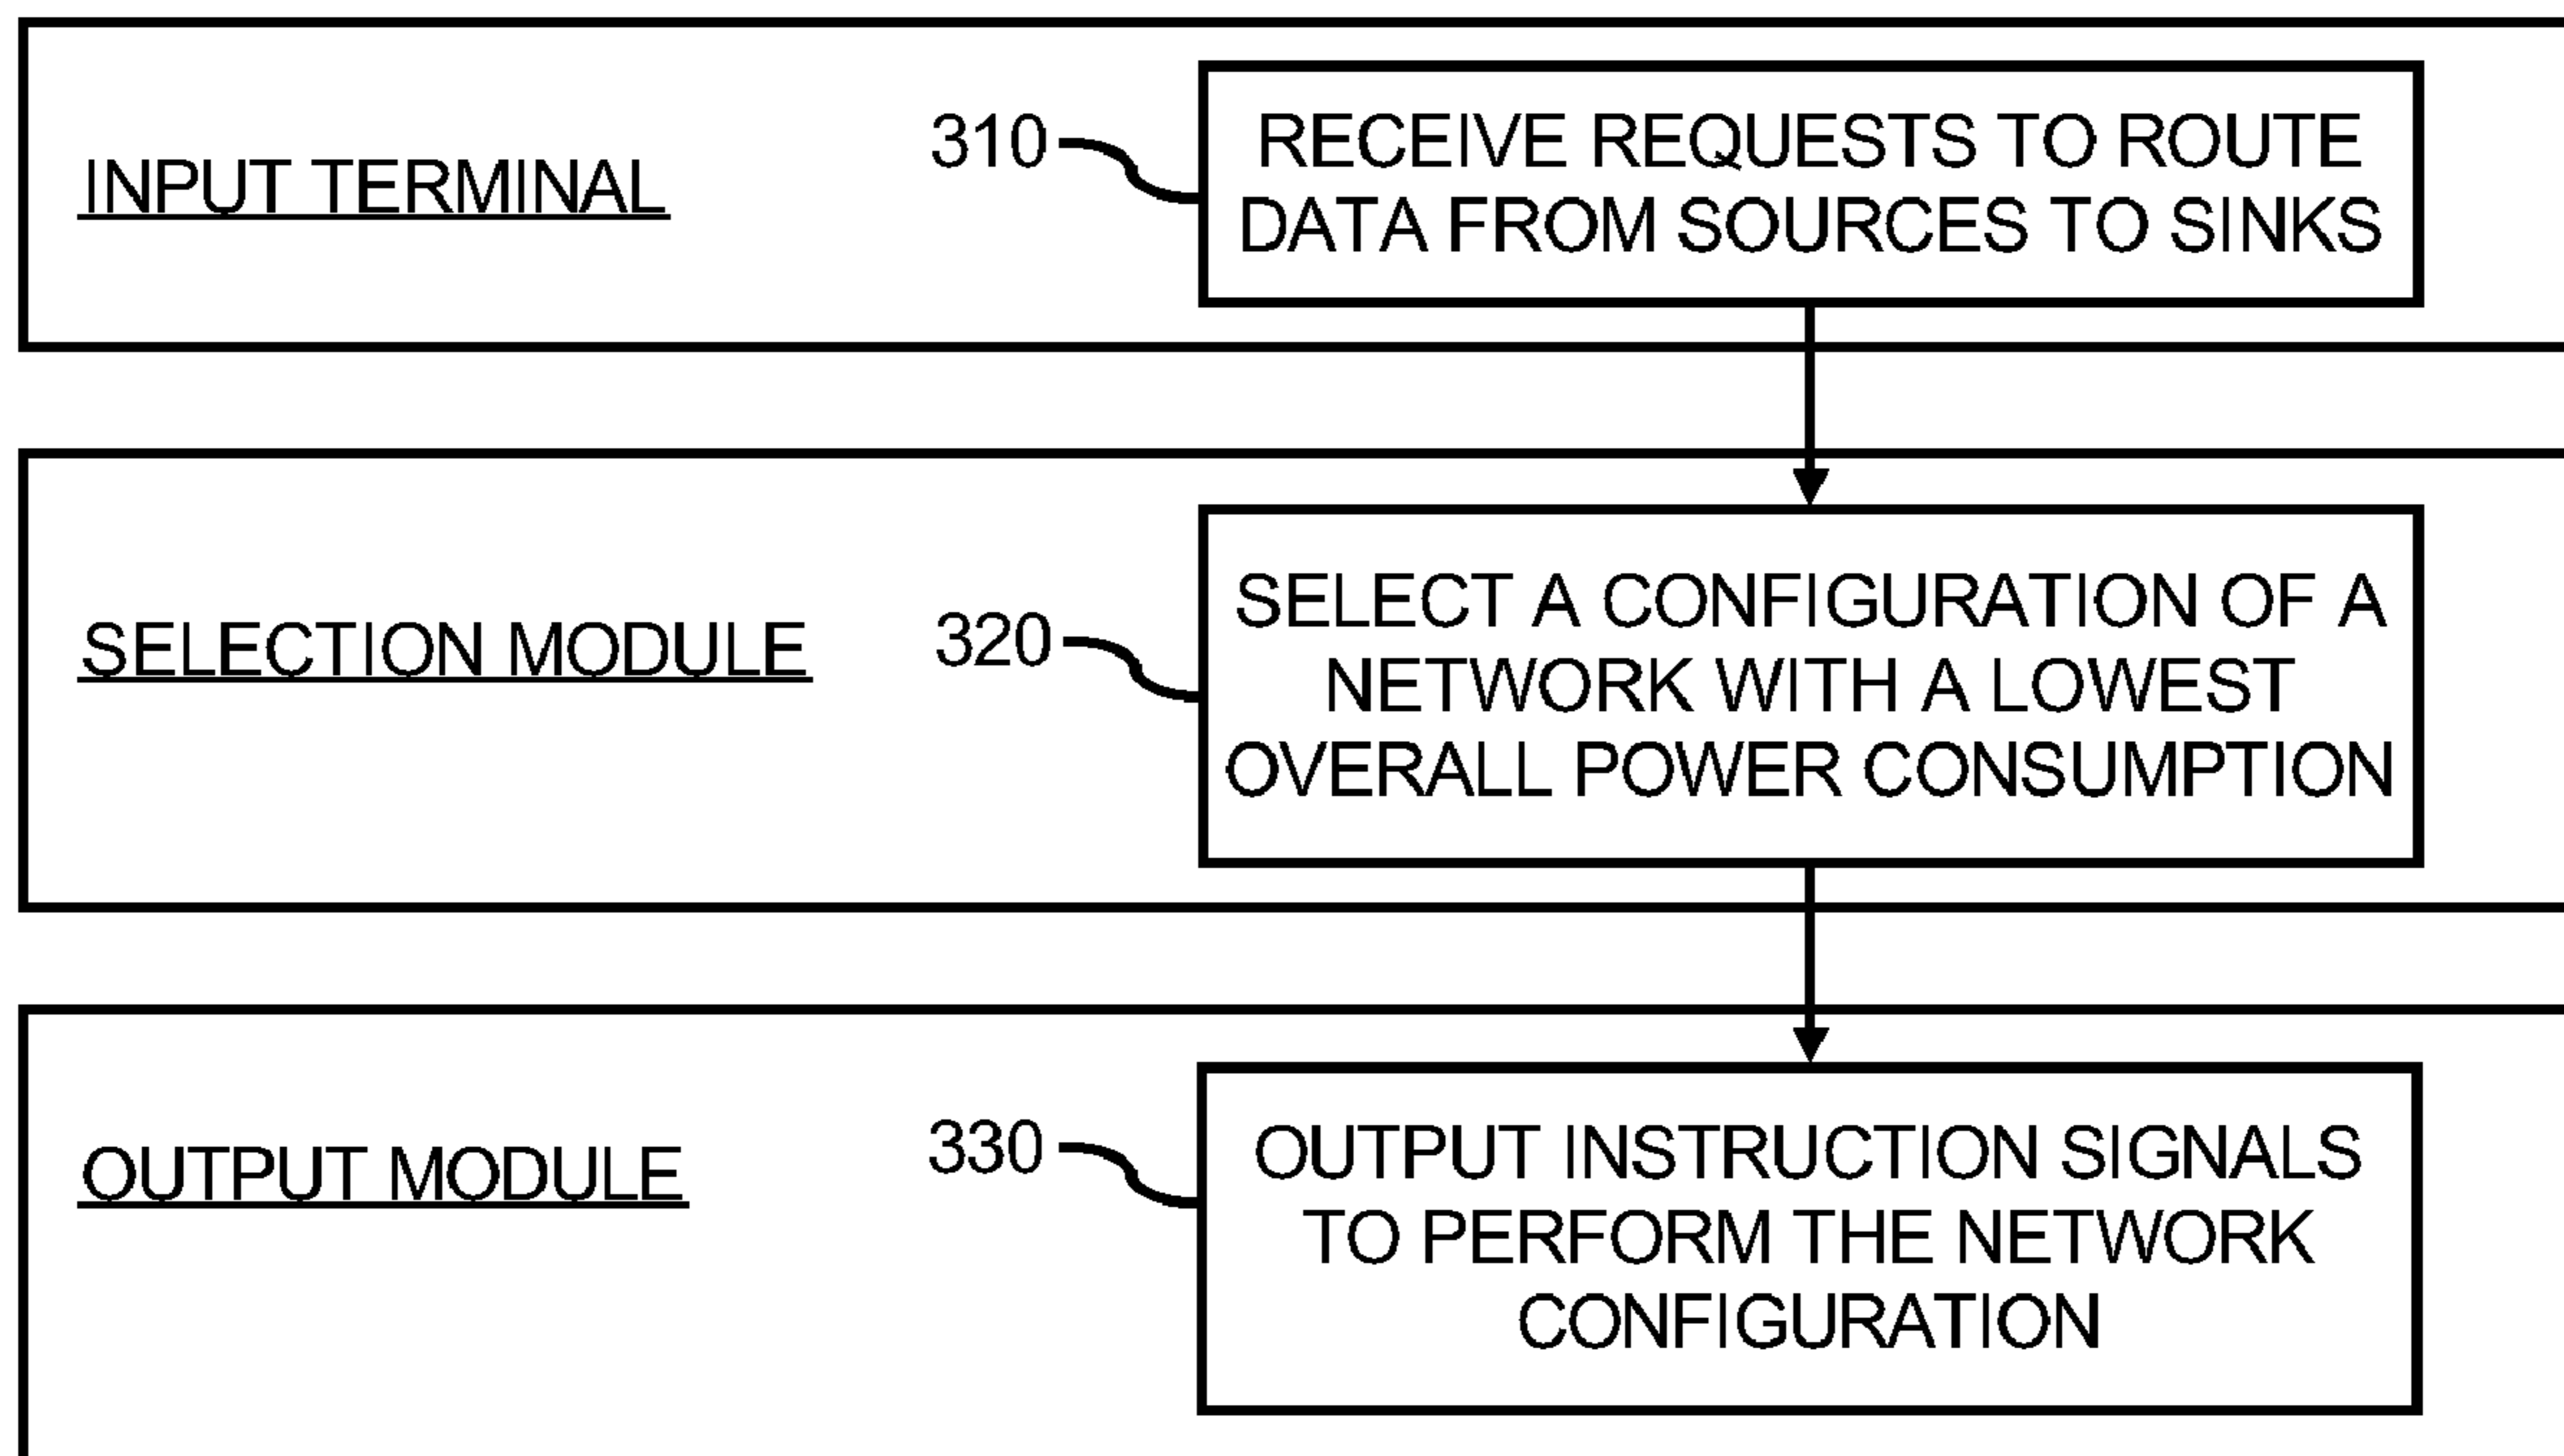 INPUT TERMINAL
310
RECEIVE REQUESTS TO ROUTE
DATA FROM SOURCES TO SINKS
SELECTION MODULE
320
SELECT A CONFIGURATION OF A
NETWORK WITH A LOWEST
OVERALL POWER CONSUMPTION
OUTPUT MODULE
330
OUTPUT INSTRUCTION SIGNALS
TO PERFORM THE NETWORK
CONFIGURATION